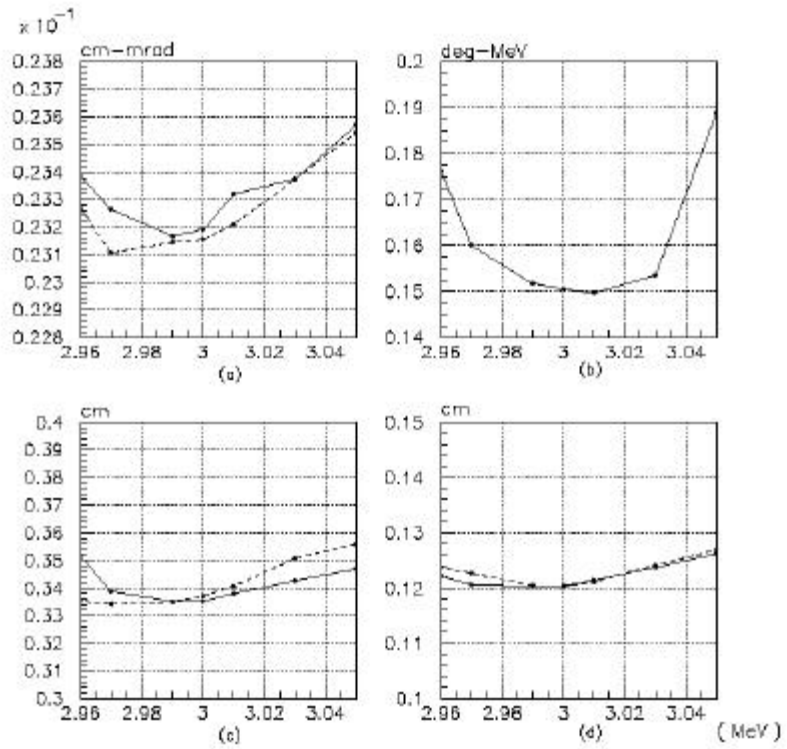 x 10⁻¹
cm-mrad
0.238
0.237
0.236
0.235
0.234
0.233
0.232
0.231
0.23
0.229
0.228
2.96 2.98 3 3.02 3.04
(a)
deg-MeV
0.2
0.19
0.18
0.17
0.16
0.15
0.14
2.96 2.98 3 3.02 3.04
(b)
cm
0.4
0.39
0.38
0.37
0.36
0.35
0.34
0.33
0.32
0.31
0.3
2.96 2.98 3 3.02 3.04
(c)
cm
0.15
0.14
0.13
0.12
0.11
0.1
2.96 2.98 3 3.02 3.04
(d)
( MeV )